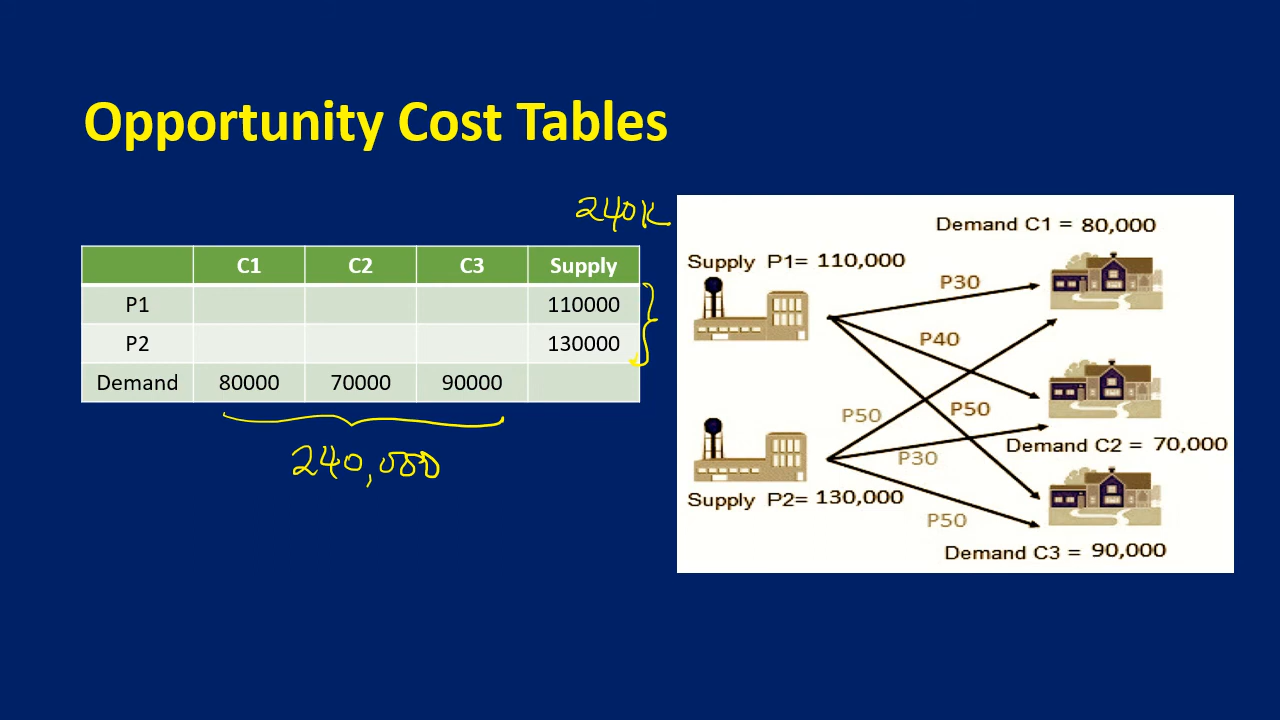 Opportunity Cost Tables
240K
C1 C2 C3 Supply
P1 110000
P2 130000
Demand 80000 70000 90000
240,000
Demand C1 = 80,000
Supply P1= 110,000
P30
P40
P50 P50
Demand C2 = 70,000
P30
Supply P2= 130,000
P50
Demand C3 = 90,000